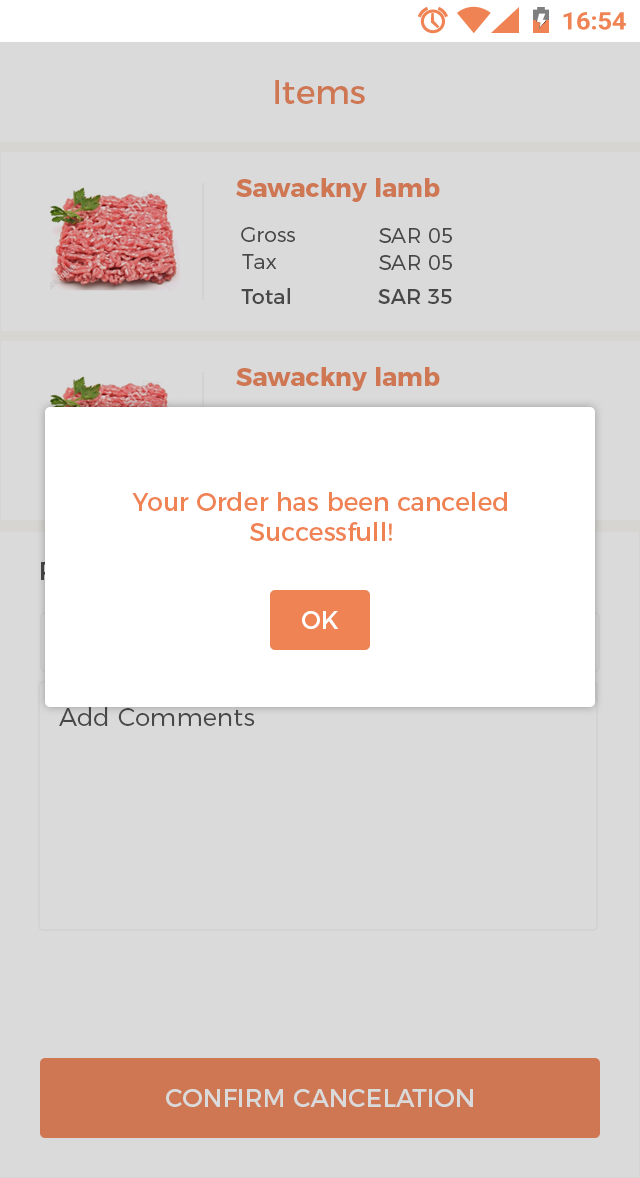 16:54
Items
Sawackny lamb
Gross SAR 05
Tax SAR 05
Total SAR 35
Sawackny lamb
Your Order has been canceled
Successfull!
OK
Add Comments
CONFIRM CANCELATION